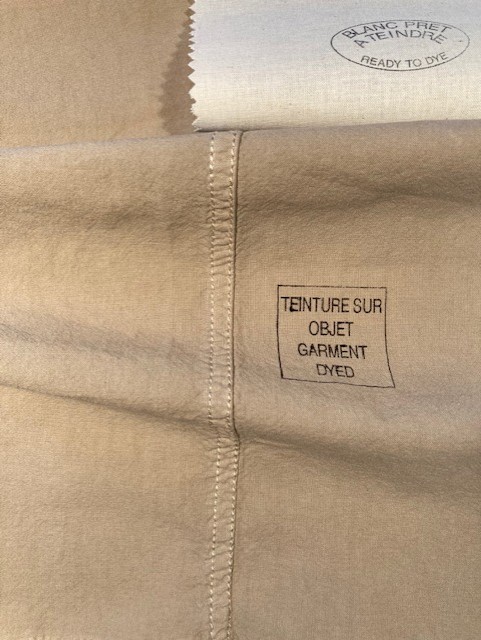 BLANC PRET
A TEINDRE
READY TO DYE
TEINTURE SUR
OBJET
GARMENT
DYED